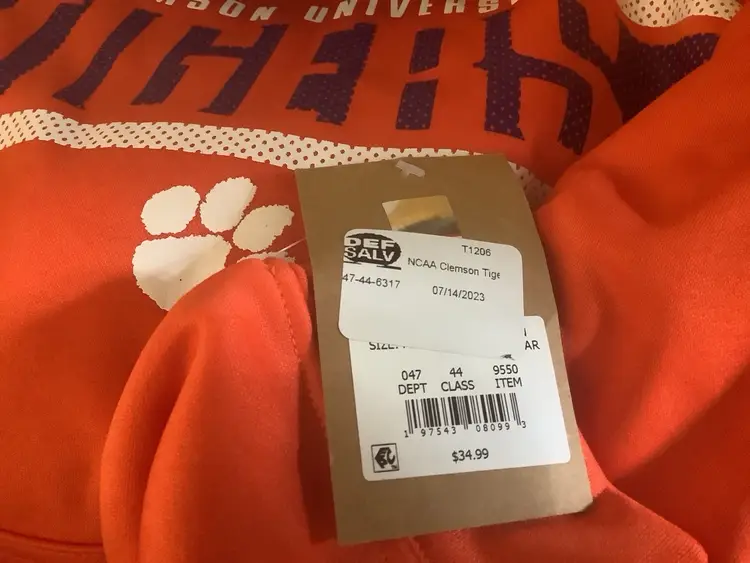 SON UNIVERS
DEF
SALV
T1206
NCAA Clemson Tige
47-44-6317
07/14/2023
AR
047 44 9550
DEPT CLASS ITEM
1 97543 08099 3
$34.99